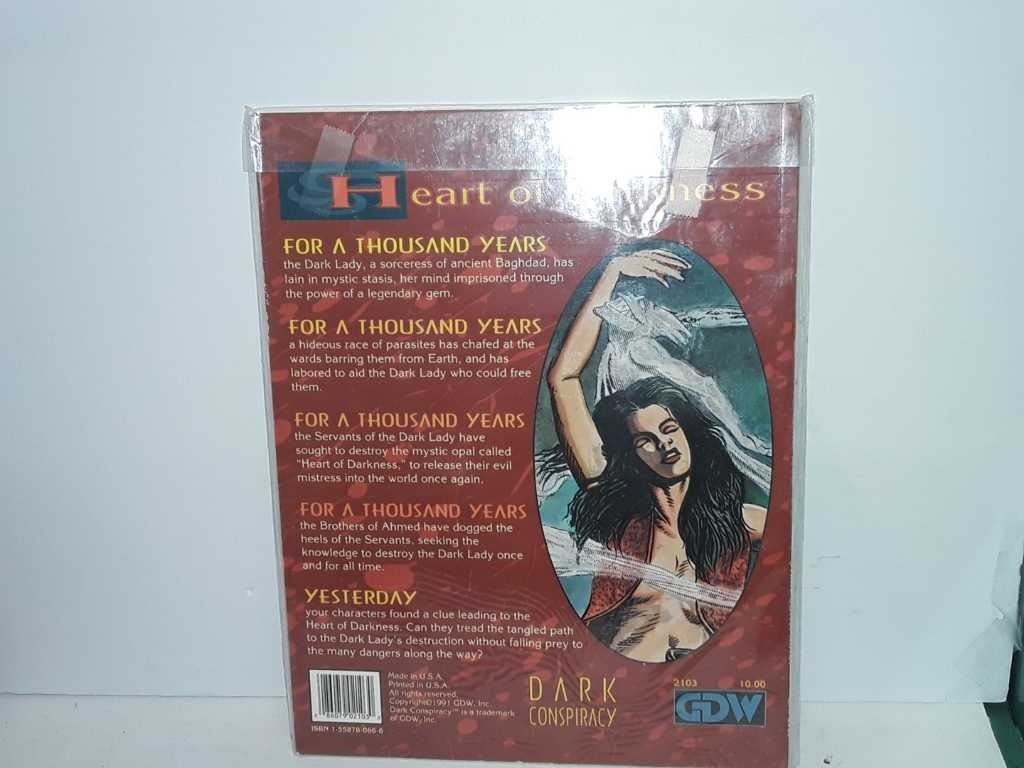 Heart of
FOR A THOUSAND YEARS
the Dark Lady, a sorceress of ancient Baghdad, has
lain in mystic stasis, her mind imprisoned through
the power of a legendary gem.
FOR A THOUSAND YEARS
a hideous race of parasites has chafed at the
wards barring them from Earth, and has
labored to aid the Dark Lady who could free
them.
FOR A THOUSAND YEARS
the Servants of the Dark Lady have
sought to destroy the mystic opal called
"Heart of Darkness," to release their evil
mistress into the world once again.
FOR A THOUSAND YEARS
the Brothers of Ahmed have dogged the
heels of the Servants, seeking the
knowledge to destroy the Dark Lady once
and for all time.
YESTERDAY
your characters found a clue leading to the
Heart of Darkness. Can they tread the tangled path
to the Dark Lady's destruction without falling prey to
the many dangers along the way?
Made in U.S.A.
Printed in U.S.A.
All rights reserved.
Copyright©1991 GDW, Inc.
Dark Conspiracy™ is a trademark
of GDW, Inc.
ISBN 1-55878-066-6
DARK
CONSPIRACY
2103 10.00
GDW